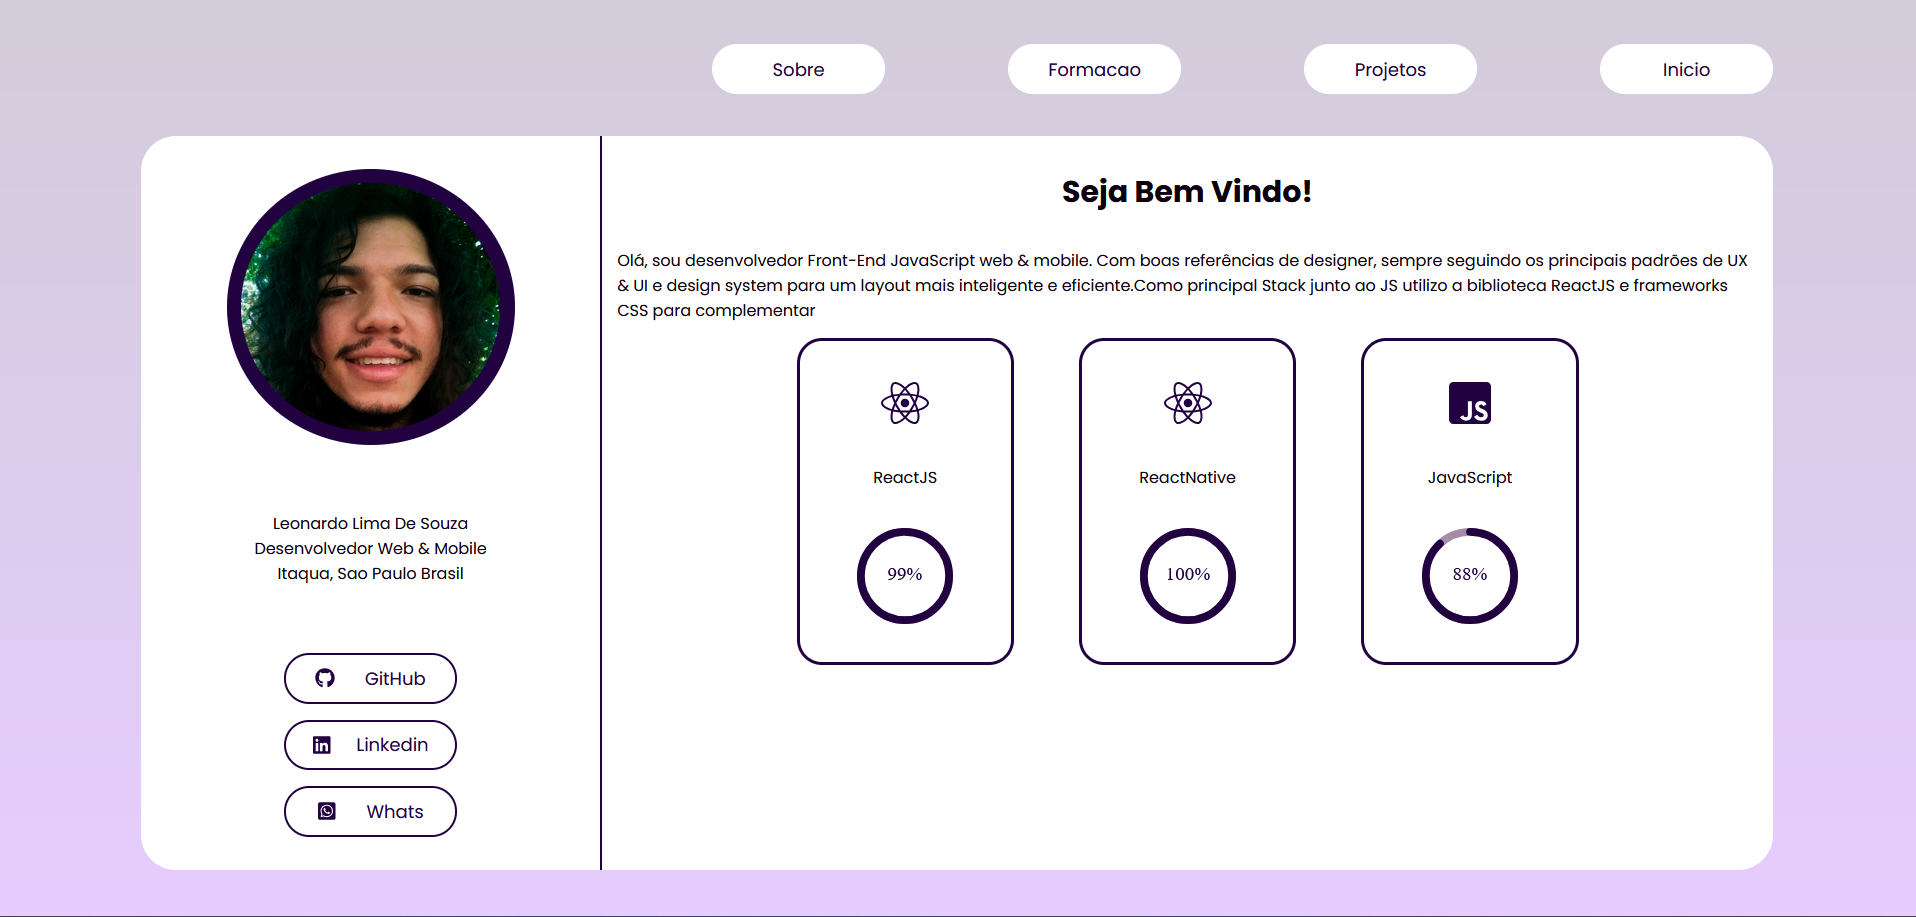 Sobre
Formacao
Projetos
Inicio
Leonardo Lima De Souza
Desenvolvedor Web & Mobile
Itaqua, Sao Paulo Brasil
GitHub
Linkedin
Whats
Seja Bem Vindo!
Olá, sou desenvolvedor Front-End JavaScript web & mobile. Com boas referências de designer, sempre seguindo os principais padrões de UX
& UI e design system para um layout mais inteligente e eficiente.Como principal Stack junto ao JS utilizo a biblioteca ReactJS e frameworks
CSS para complementar
ReactJS
99%
ReactNative
100%
JS
JavaScript
88%